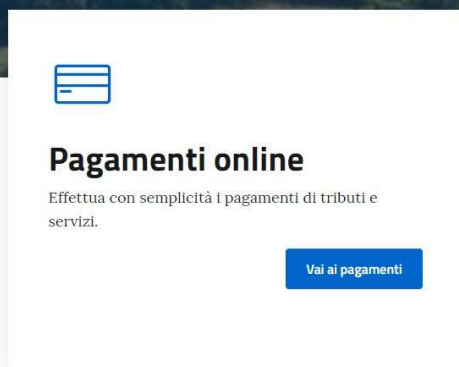 Pagamenti online
Effettua con semplicità i pagamenti di tributi e
servizi.
Vai ai pagamenti